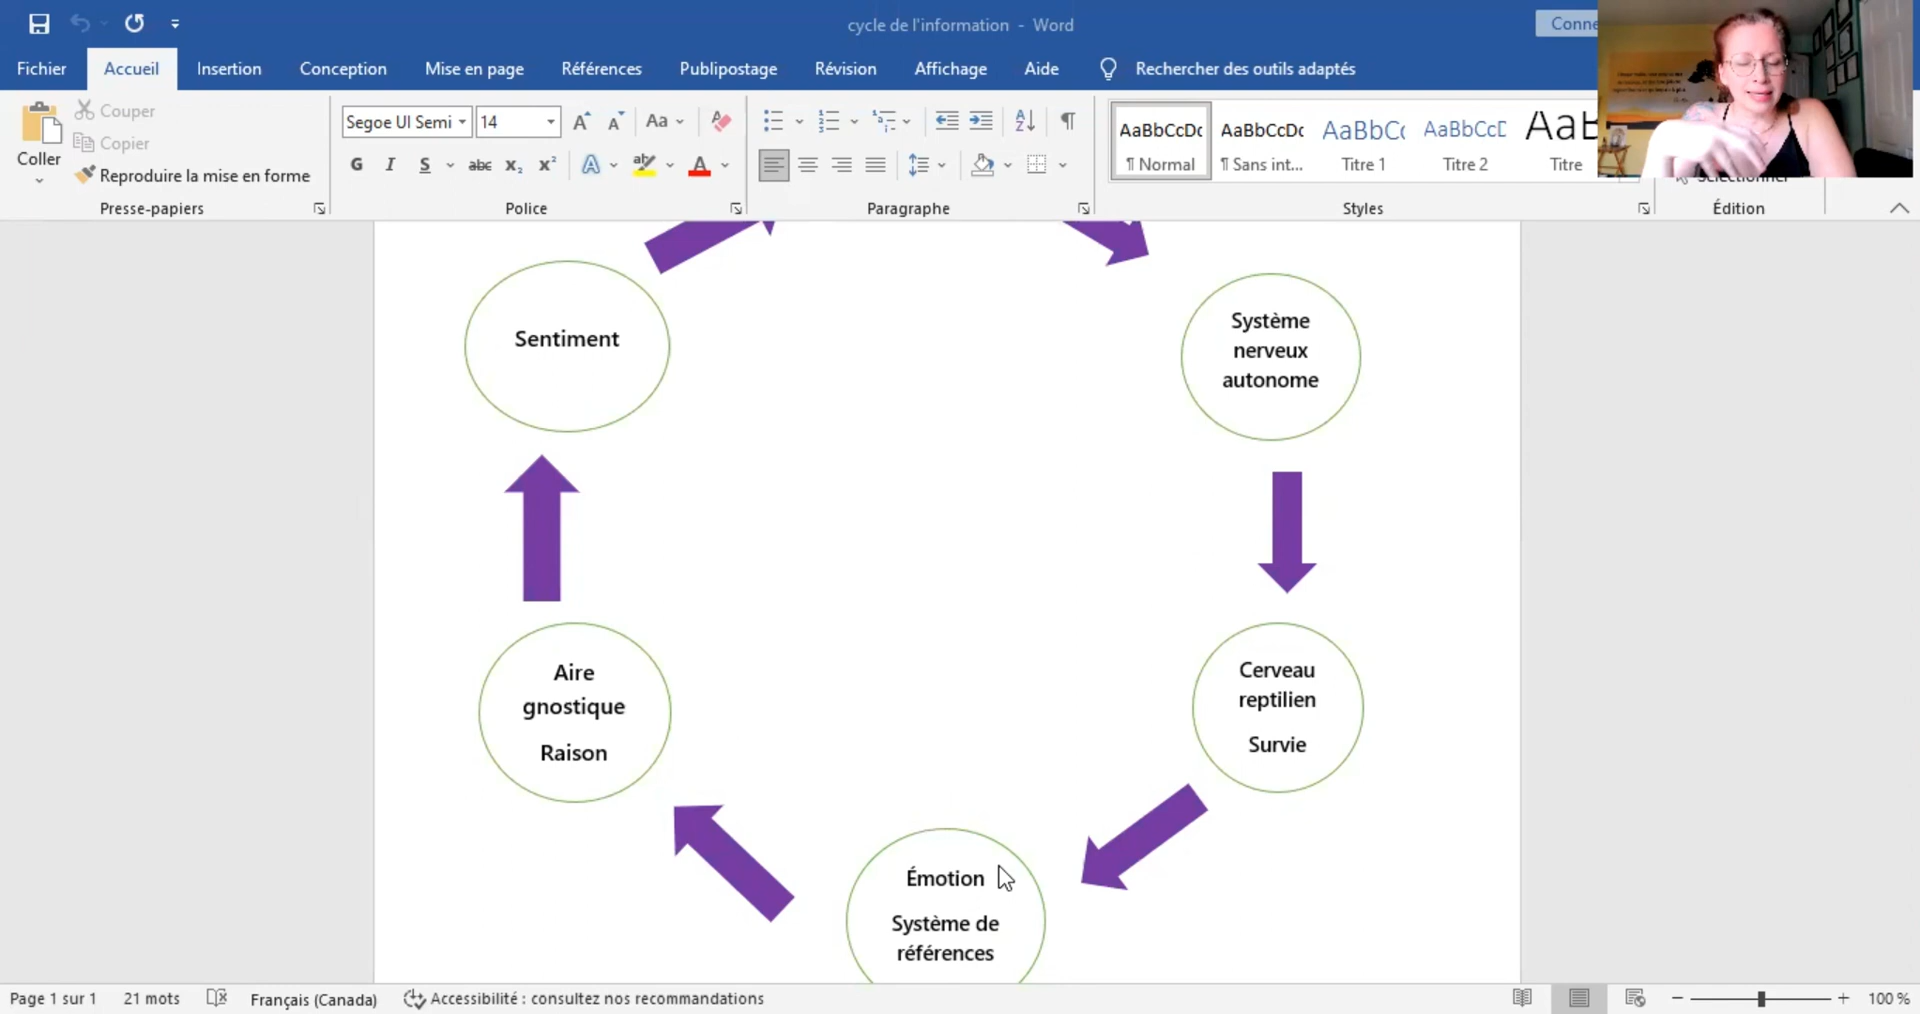 cycle de l'information - Word
Fichier Accueil Insertion Conception Mise en page Références Publipostage Révision Affichage Aide Rechercher des outils adaptés
Coller
Couper
Copier
Reproduire la mise en forme
Presse-papiers
Segoe UI Semi 14
Police
Paragraphe
AaBbCcDc AaBbCcDc AaBbCc AaBbCcD AaB
¶ Normal ¶ Sans int... Titre 1 Titre 2 Titre
Styles
Édition
Sentiment
Système
nerveux
autonome
Aire
gnostique
Raison
Cerveau
reptilien
Survie
Émotion
Système de
références
Page 1 sur 1 21 mots Français (Canada) Accessibilité : consultez nos recommandations 100 %